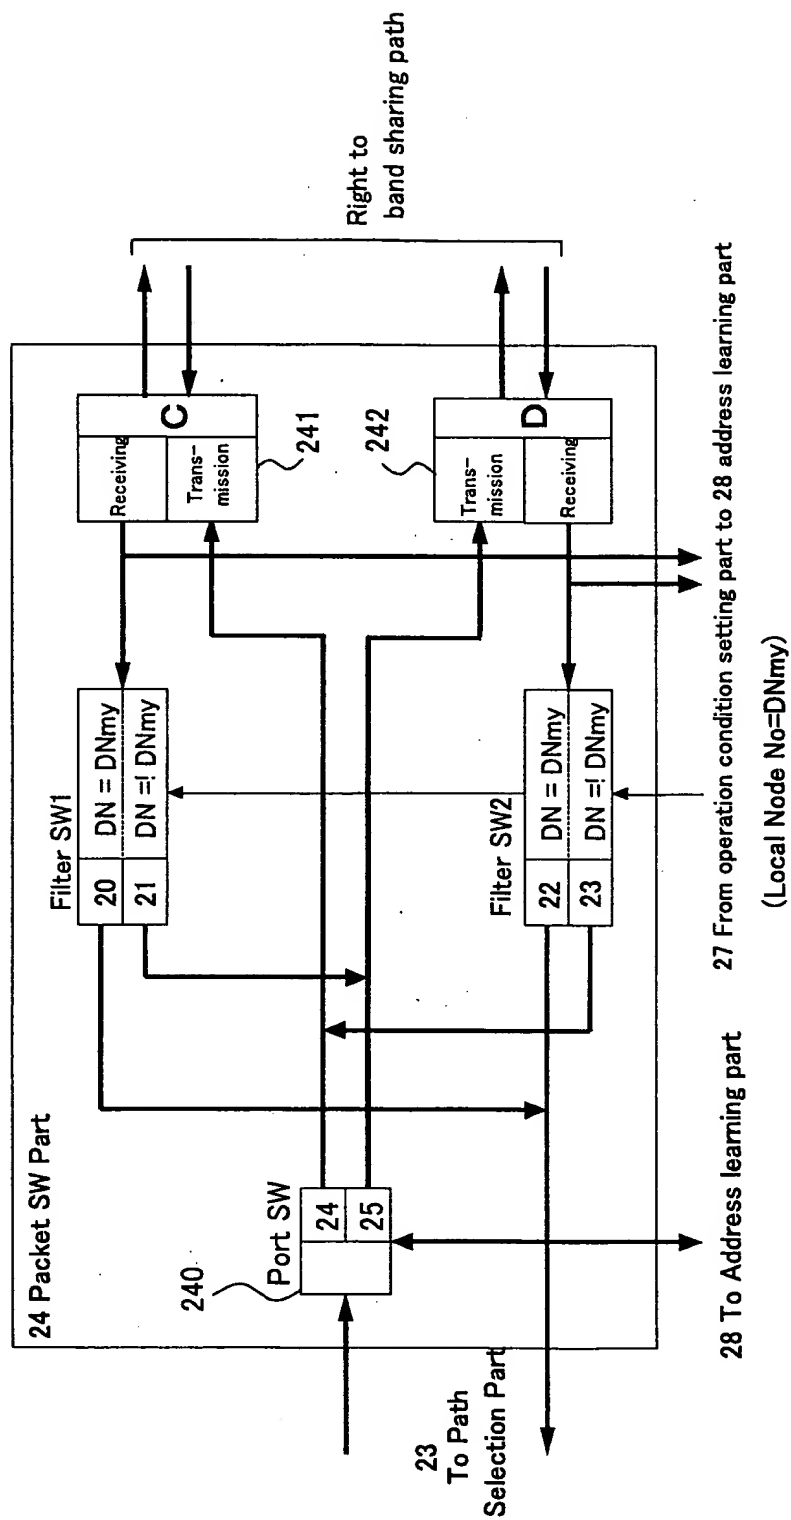 24 Packet SW Part
Filter SW1
20
DN = DNmy
21
DN =! DNmy
Receiving
C
Trans-
mission
241
Right to
band sharing path
240
Port SW
24
25
242
Trans-
mission
D
Receiving
Filter SW2
22
DN = DNmy
23
DN =! DNmy
23
To Path
Selection Part
28 To Address learning part
27 From operation condition setting part to 28 address learning part
(Local Node No=DNmy)